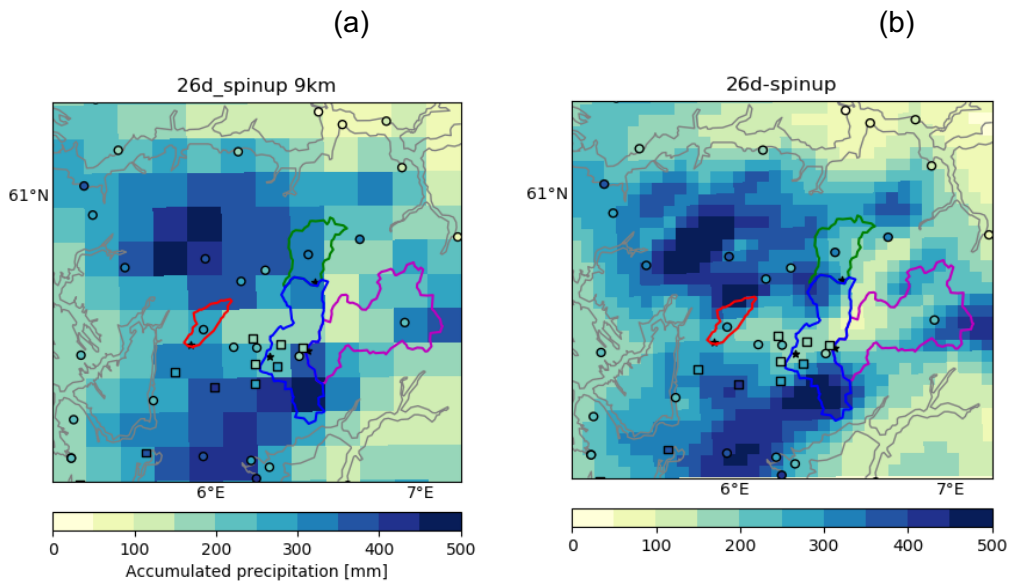 (a) (b)
26d_spinup 9km 26d-spinup
61°N 61°N
6°E 7°E 6°E 7°E
0 100 200 300 400 500 0 100 200 300 400 500
Accumulated precipitation [mm]